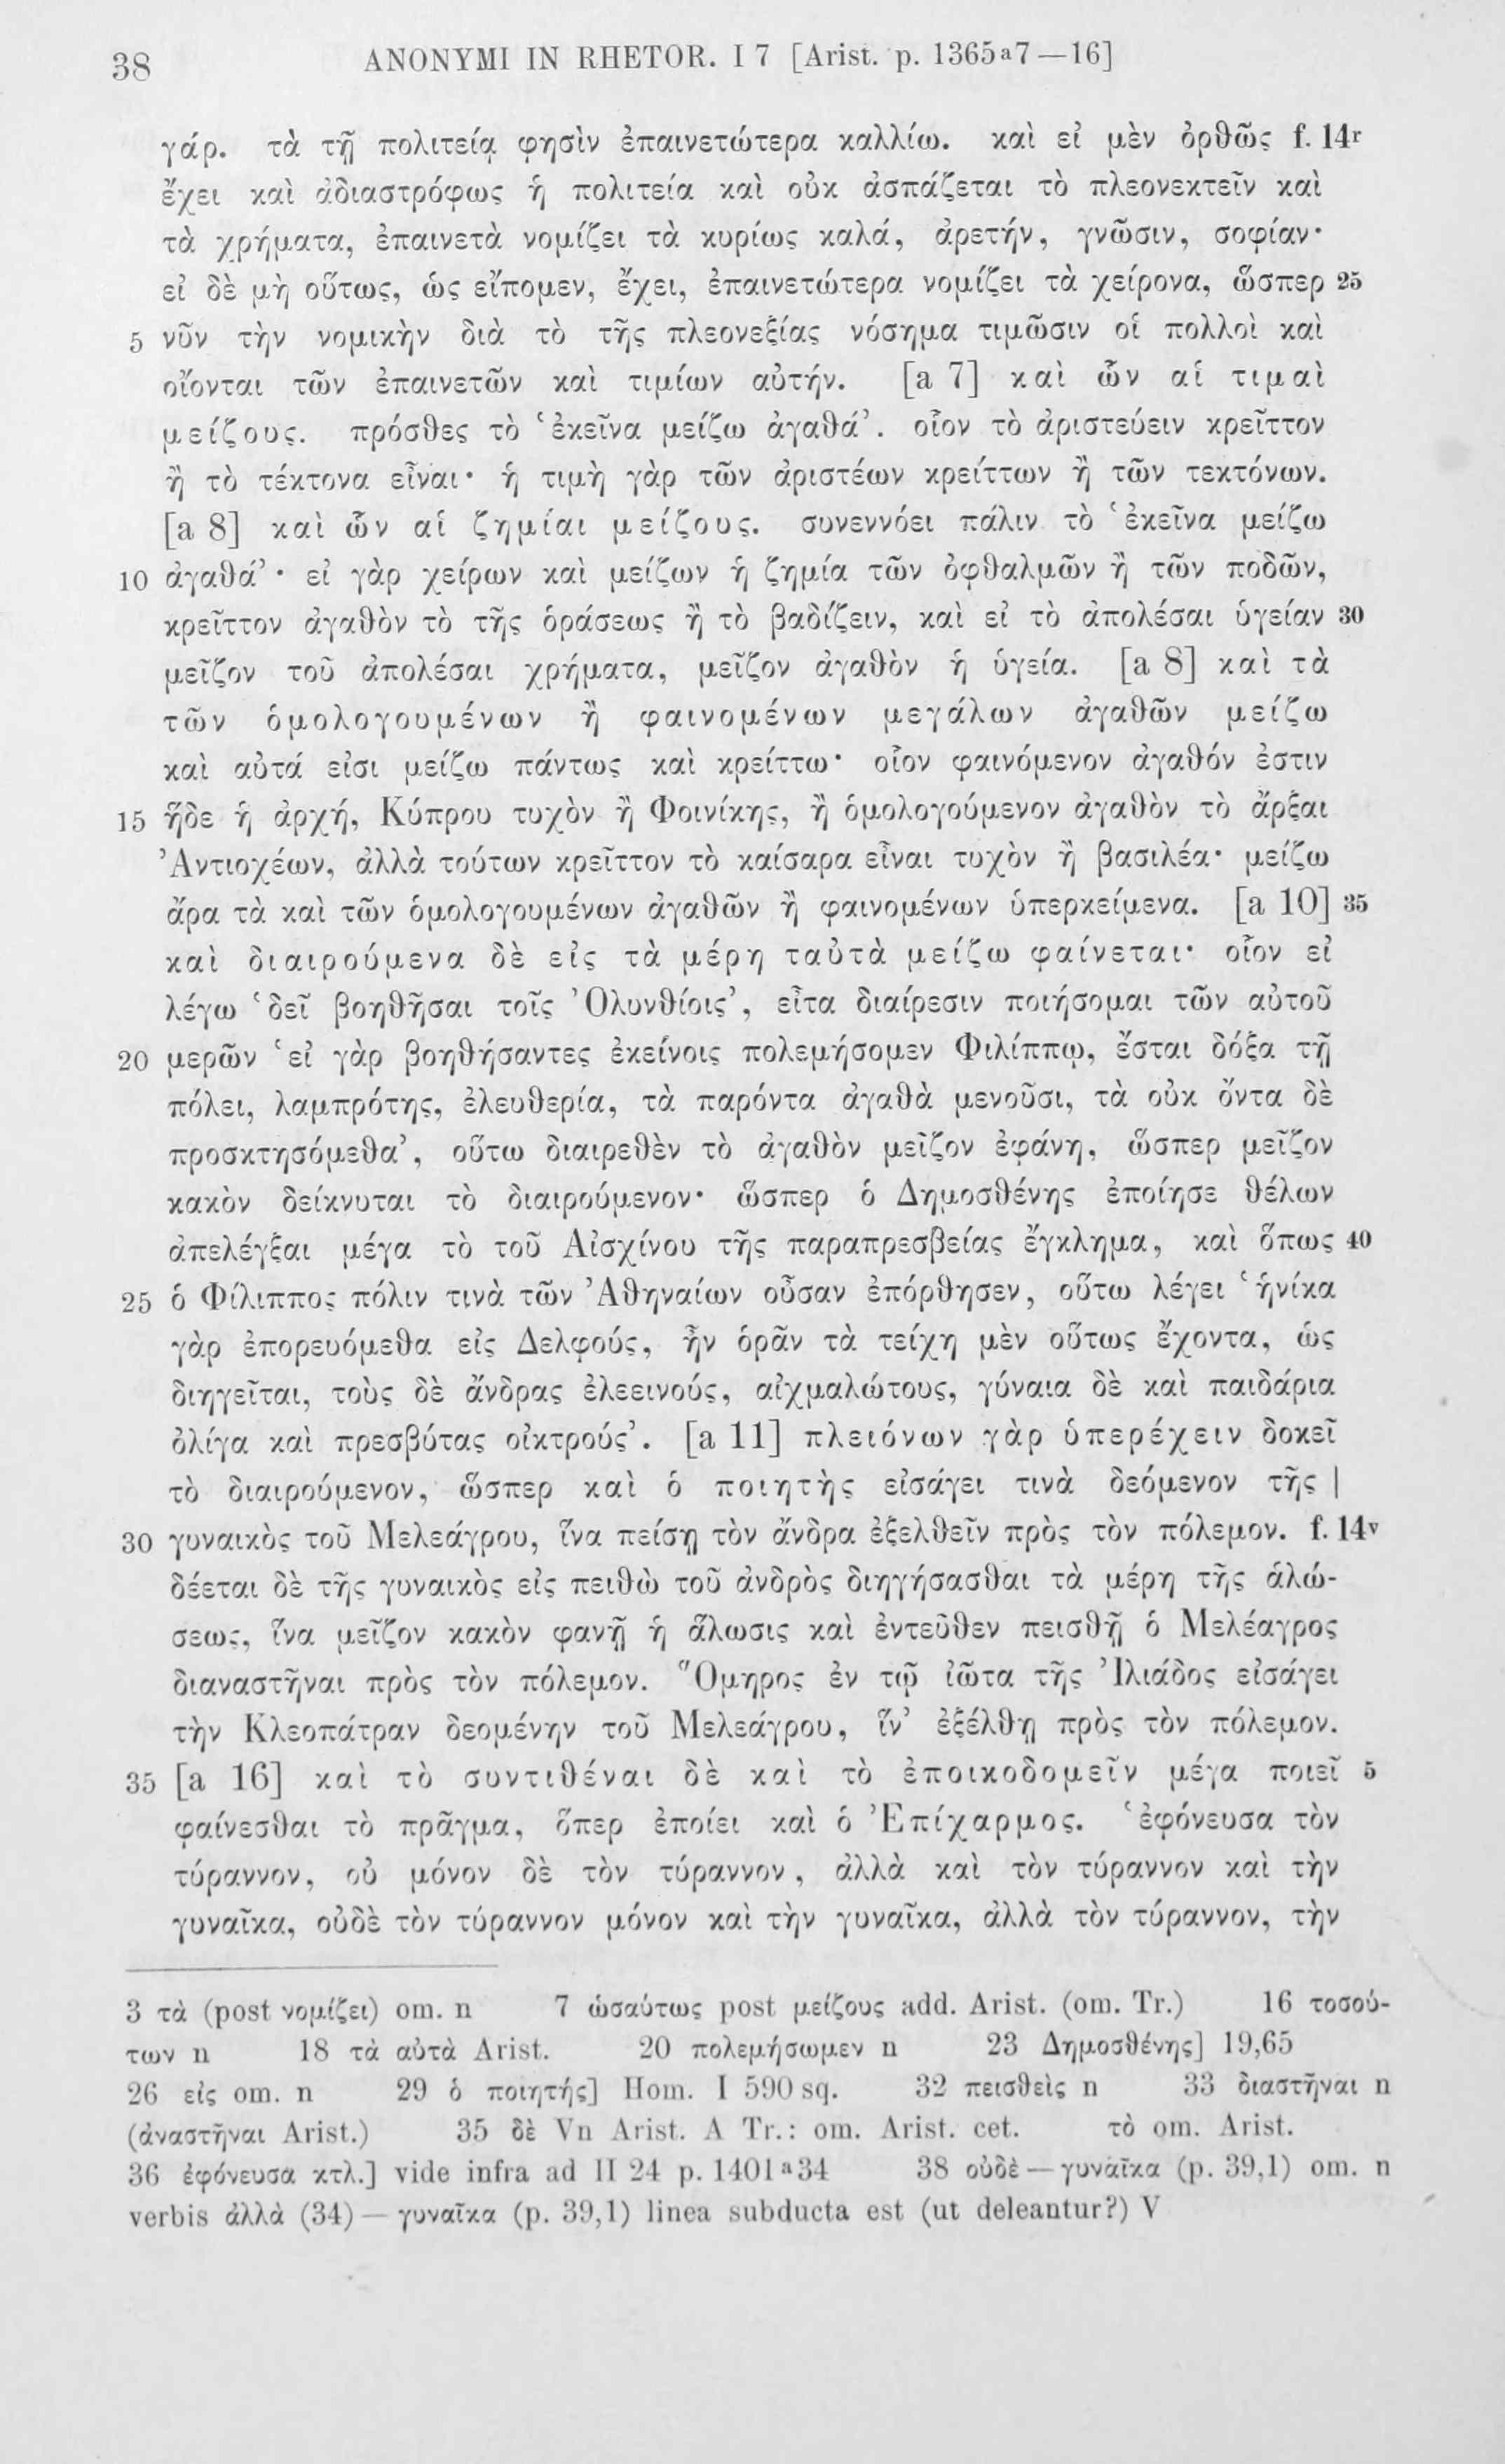 38 ANONYMI IN RHETOR. I 7 [Arist. p. 1365a7—16]
γάρ. τὰ τῇ πολιτείᾳ φησὶν ἐπαινετώτερα καλλίω. καὶ εἰ μὲν ὀρθῶς f. 14r
ἔχει καὶ ἀδιαστρόφως ἡ πολιτεία καὶ οὐκ ἀσπάζεται τὸ πλεονεκτεῖν καὶ
τὰ χρήματα, ἐπαινετὰ νομίζει τὰ κυρίως καλά, ἀρετήν, γνῶσιν, σοφίαν·
εἰ δὲ μὴ οὕτως, ὡς εἴπομεν, ἔχει, ἐπαινετώτερα νομίζει τὰ χείρονα, ὥσπερ 25
5 νῦν τὴν νομικὴν διὰ τὸ τῆς πλεονεξίας νόσημα τιμῶσιν οἱ πολλοὶ καὶ
οἴονται τῶν ἐπαινετῶν καὶ τιμίων αὐτήν. [a 7] καὶ ὧν αἱ τιμαὶ
μείζους. πρόσθες τὸ ‘ἐκεῖνα μείζω ἀγαθά’. οἷον τὸ ἀριστεύειν κρεῖττον
ἢ τὸ τέκτονα εἶναι· ἡ τιμὴ γὰρ τῶν ἀριστέων κρείττων ἢ τῶν τεκτόνων.
[a 8] καὶ ὧν αἱ ζημίαι μείζους. συνεννόει πάλιν τὸ ‘ἐκεῖνα μείζω
10 ἀγαθά’· εἰ γὰρ χείρων καὶ μείζων ἡ ζημία τῶν ὀφθαλμῶν ἢ τῶν ποδῶν,
κρεῖττον ἀγαθὸν τὸ τῆς ὁράσεως ἢ τὸ βαδίζειν, καὶ εἰ τὸ ἀπολέσαι ὑγείαν 30
μεῖζον τοῦ ἀπολέσαι χρήματα, μεῖζον ἀγαθὸν ἡ ὑγεία. [a 8] καὶ τὰ
τῶν ὁμολογουμένων ἢ φαινομένων μεγάλων ἀγαθῶν μείζω
καὶ αὐτά εἰσι μείζω πάντως καὶ κρείττω· οἷον φαινόμενον ἀγαθόν ἐστιν
15 ἥδε ἡ ἀρχή, Κύπρου τυχὸν ἢ Φοινίκης, ἢ ὁμολογούμενον ἀγαθὸν τὸ ἄρξαι
Ἀντιοχέων, ἀλλὰ τούτων κρεῖττον τὸ καίσαρα εἶναι τυχὸν ἢ βασιλέα· μείζω
ἄρα τὰ καὶ τῶν ὁμολογουμένων ἀγαθῶν ἢ φαινομένων ὑπερκείμενα. [a 10] 35
καὶ διαιρούμενα δὲ εἰς τὰ μέρη ταὐτὰ μείζω φαίνεται· οἷον εἰ
λέγω ‘δεῖ βοηθῆσαι τοῖς Ὀλυνθίοις’, εἶτα διαίρεσιν ποιήσομαι τῶν αὐτοῦ
20 μερῶν ‘εἰ γὰρ βοηθήσαντες ἐκείνοις πολεμήσομεν Φιλίππῳ, ἔσται δόξα τῇ
πόλει, λαμπρότης, ἐλευθερία, τὰ παρόντα ἀγαθὰ μενοῦσι, τὰ οὐκ ὄντα δὲ
προσκτησόμεθα’, οὕτω διαιρεθὲν τὸ ἀγαθὸν μεῖζον ἐφάνη, ὥσπερ μεῖζον
κακὸν δείκνυται τὸ διαιρούμενον· ὥσπερ ὁ Δημοσθένης ἐποίησε θέλων
ἀπελέγξαι μέγα τὸ τοῦ Αἰσχίνου τῆς παραπρεσβείας ἔγκλημα, καὶ ὅπως 40
25 ὁ Φίλιππος πόλιν τινὰ τῶν Ἀθηναίων οὖσαν ἐπόρθησεν, οὕτω λέγει ‘ἡνίκα
γὰρ ἐπορευόμεθα εἰς Δελφούς, ἦν ὁρᾶν τὰ τείχη μὲν οὕτως ἔχοντα, ὡς
διηγεῖται, τοὺς δὲ ἄνδρας ἐλεεινούς, αἰχμαλώτους, γύναια δὲ καὶ παιδάρια
ὀλίγα καὶ πρεσβύτας οἰκτρούς’. [a 11] πλειόνων γὰρ ὑπερέχειν δοκεῖ
τὸ διαιρούμενον, ὥσπερ καὶ ὁ ποιητὴς εἰσάγει τινὰ δεόμενον τῆς |
30 γυναικὸς τοῦ Μελεάγρου, ἵνα πείσῃ τὸν ἄνδρα ἐξελθεῖν πρὸς τὸν πόλεμον. f. 14v
δέεται δὲ τῆς γυναικὸς εἰς πειθὼ τοῦ ἀνδρὸς διηγήσασθαι τὰ μέρη τῆς ἁλώ-
σεως, ἵνα μεῖζον κακὸν φανῇ ἡ ἅλωσις καὶ ἐντεῦθεν πεισθῇ ὁ Μελέαγρος
διαναστῆναι πρὸς τὸν πόλεμον. Ὅμηρος ἐν τῷ ἰῶτα τῆς Ἰλιάδος εἰσάγει
τὴν Κλεοπάτραν δεομένην τοῦ Μελεάγρου, ἵν’ ἐξέλθῃ πρὸς τὸν πόλεμον.
35 [a 16] καὶ τὸ συντιθέναι δὲ καὶ τὸ ἐποικοδομεῖν μέγα ποιεῖ 5
φαίνεσθαι τὸ πρᾶγμα, ὅπερ ἐποίει καὶ ὁ Ἐπίχαρμος. ‘ἐφόνευσα τὸν
τύραννον, οὐ μόνον δὲ τὸν τύραννον, ἀλλὰ καὶ τὸν τύραννον καὶ τὴν
γυναῖκα, οὐδὲ τὸν τύραννον μόνον καὶ τὴν γυναῖκα, ἀλλὰ τὸν τύραννον, τὴν
3 τὰ (post νομίζει) om. n 7 ὡσαύτως post μείζους add. Arist. (om. Tr.) 16 τοσού-
των n 18 τὰ αὐτὰ Arist. 20 πολεμήσωμεν n 23 Δημοσθένης] 19,65
26 εἰς om. n 29 ὁ ποιητής] Hom. I 590 sq. 32 πεισθεὶς n 33 διαστῆναι n
(ἀναστῆναι Arist.) 35 δὲ Vn Arist. A Tr.: om. Arist. cet. τὸ om. Arist.
36 ἐφόνευσα κτλ.] vide infra ad II 24 p. 1401a34 38 οὐδὲ — γυναῖκα (p. 39,1) om. n
verbis ἀλλὰ (34) — γυναῖκα (p. 39,1) linea subducta est (ut deleantur?) V